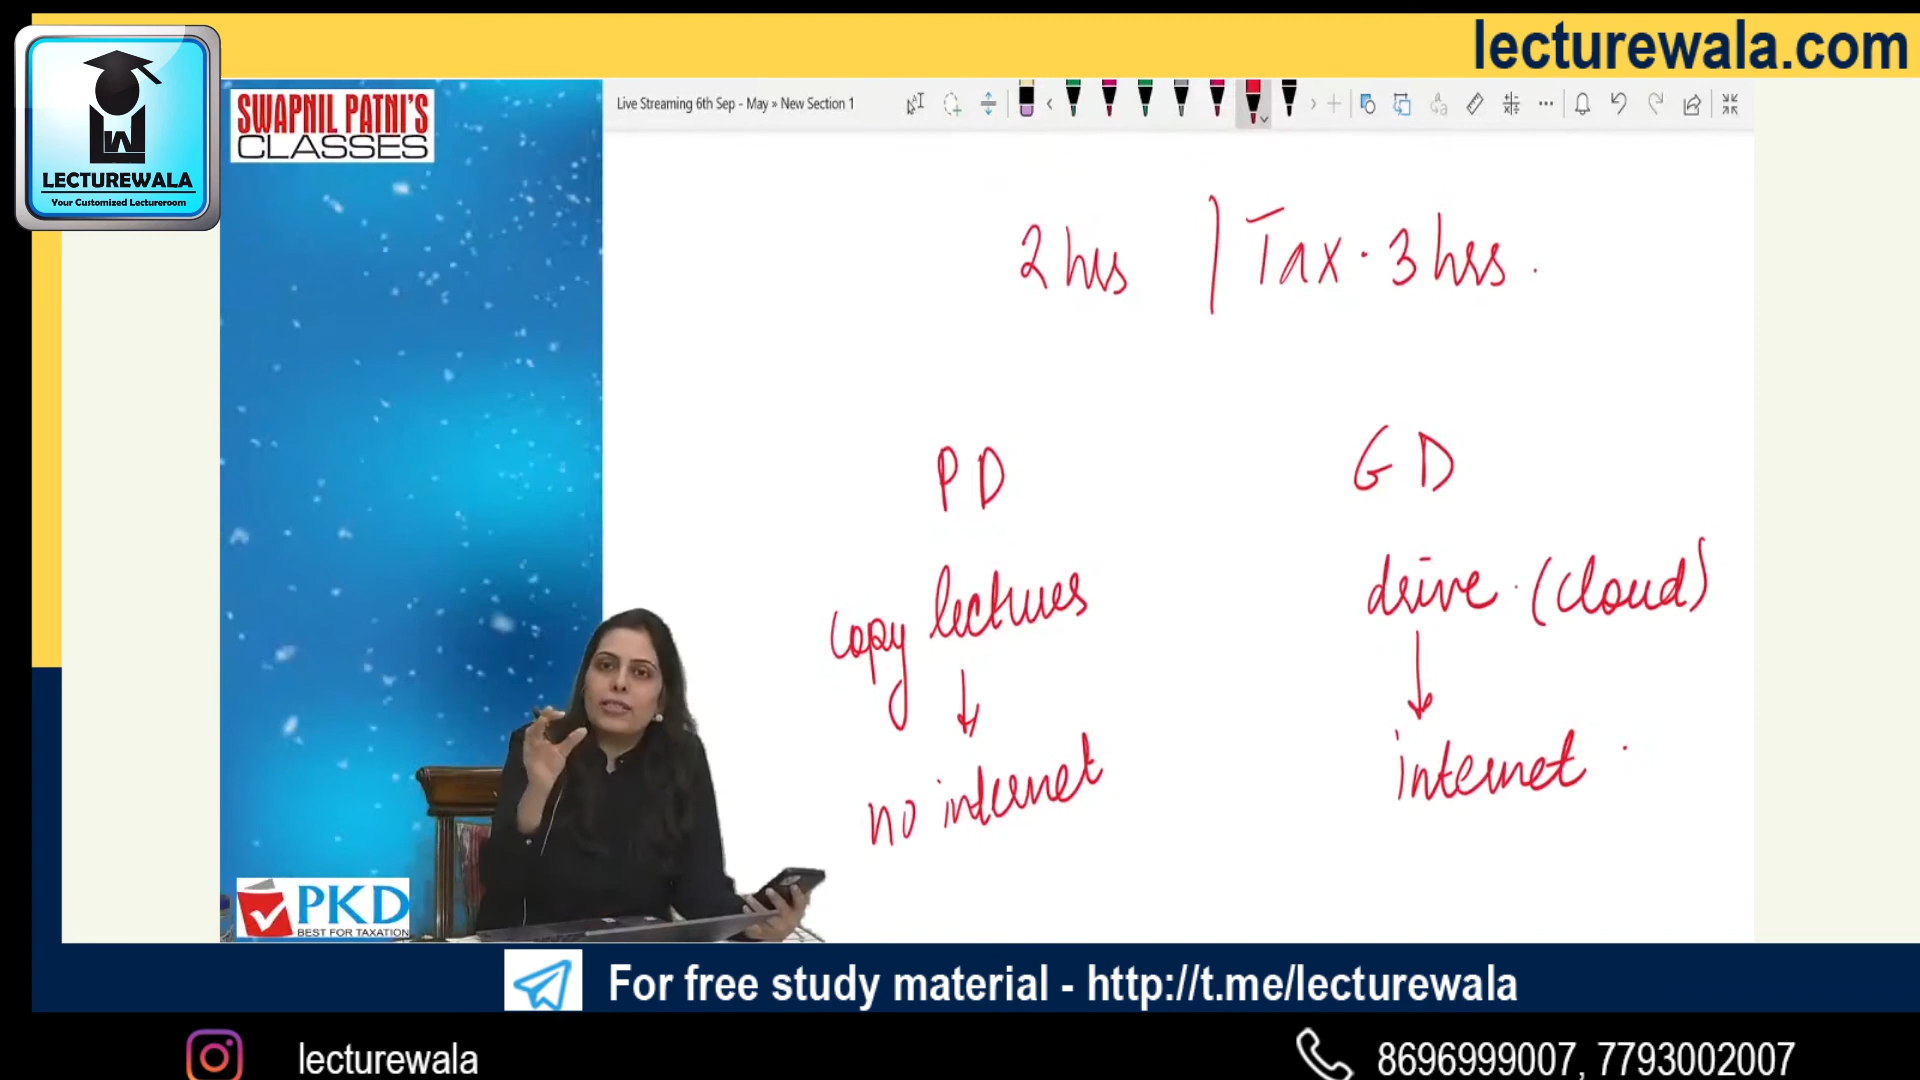 lecturewala.com
LW
LECTUREWALA
Your Customized Lectureroom
SWAPNIL PATNI'S
CLASSES
Live Streaming 6th Sep - May » New Section 1
2 hrs | Tax · 3 hrs .
PD
GD
copy lectures
drive · (cloud)
no internet
internet .
PKD
BEST FOR TAXATION
For free study material - http://t.me/lecturewala
lecturewala
8696999007, 7793002007